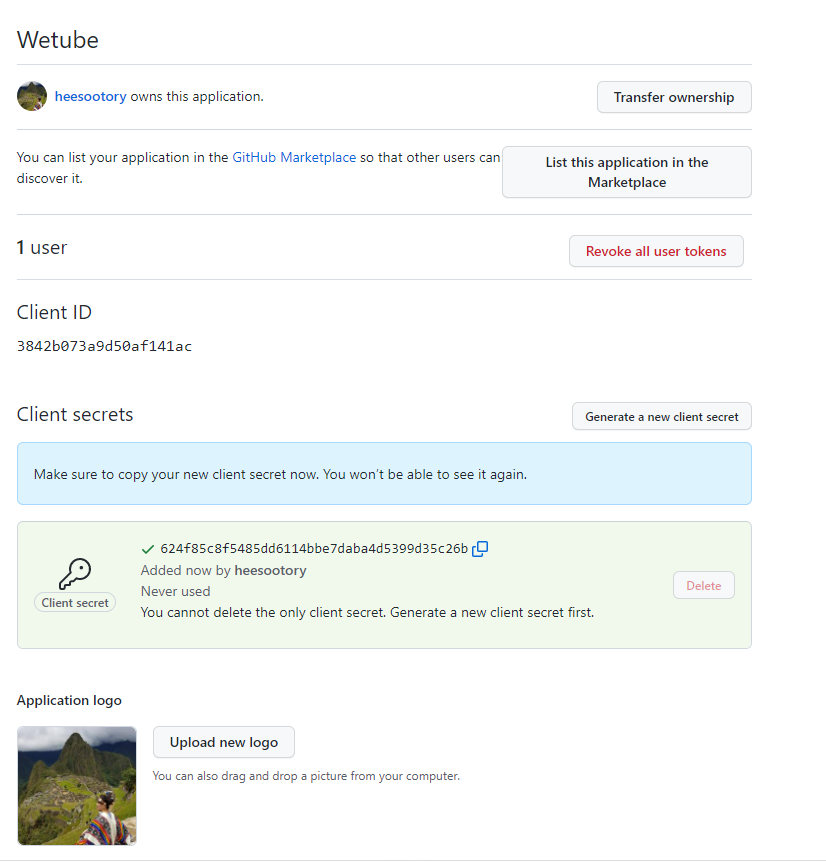 Wetube
heesootory owns this application.
Transfer ownership
You can list your application in the GitHub Marketplace so that other users can
discover it.
List this application in the
Marketplace
1 user
Revoke all user tokens
Client ID
3842b073a9d50af141ac
Client secrets
Generate a new client secret
Make sure to copy your new client secret now. You won’t be able to see it again.
624f85c8f5485dd6114bbe7daba4d5399d35c26b
Added now by heesootory
Never used
You cannot delete the only client secret. Generate a new client secret first.
Client secret
Delete
Application logo
Upload new logo
You can also drag and drop a picture from your computer.